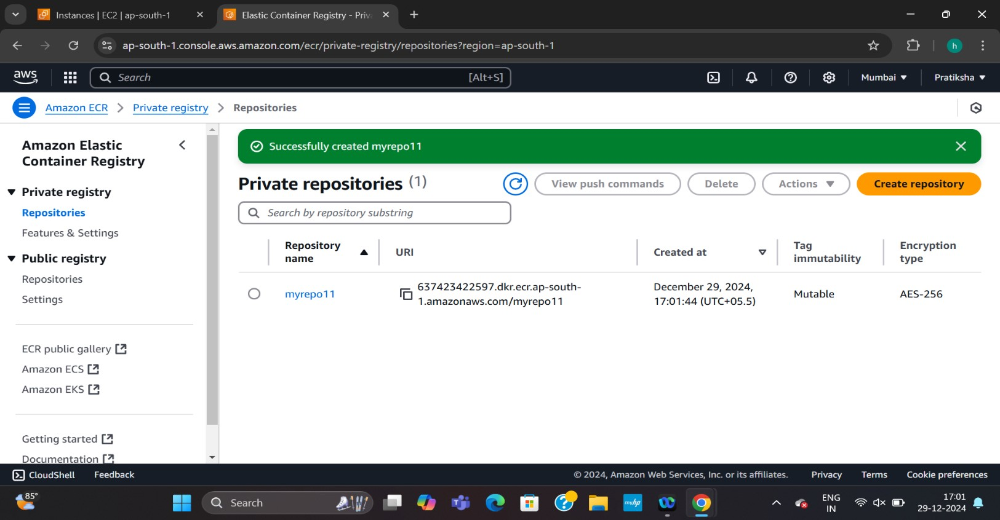 Instances | EC2 | ap-south-1
Elastic Container Registry - Priv
ap-south-1.console.aws.amazon.com/ecr/private-registry/repositories?region=ap-south-1
h
aws
Search
[Alt+S]
Mumbai
Pratiksha
Amazon ECR > Private registry > Repositories
Amazon Elastic
Container Registry
Private registry
Repositories
Features & Settings
Public registry
Repositories
Settings
ECR public gallery
Amazon ECS
Amazon EKS
Getting started
Documentation
Successfully created myrepo11
Private repositories (1)
View push commands
Delete
Actions
Create repository
Search by repository substring
Repository
name
URI
Created at
Tag
immutability
Encryption
type
myrepo11
637423422597.dkr.ecr.ap-south-
1.amazonaws.com/myrepo11
December 29, 2024,
17:01:44 (UTC+05.5)
Mutable
AES-256
CloudShell
Feedback
© 2024, Amazon Web Services, Inc. or its affiliates.
Privacy
Terms
Cookie preferences
85°
Search
myhp
ENG
IN
17:01
29-12-2024